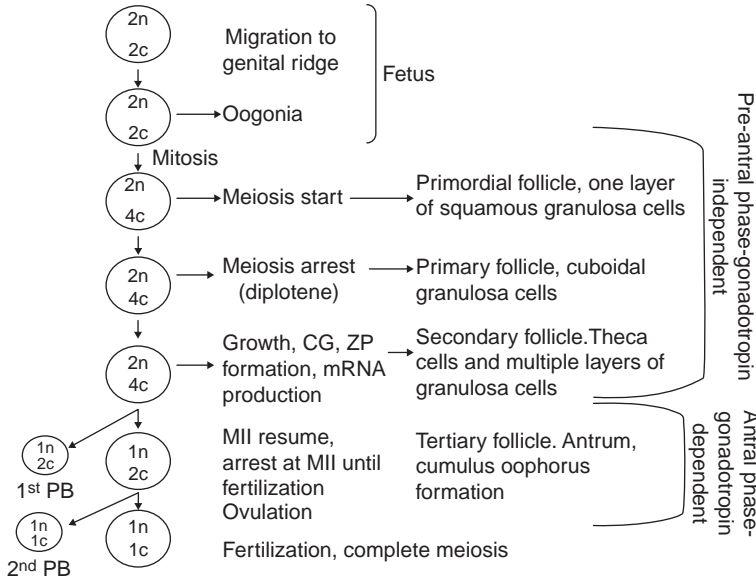 2n
2c
Migration to
genital ridge
Fetus
2n
2c
Oogonia
Mitosis
2n
4c
Meiosis start
Primordial follicle, one layer
of squamous granulosa cells
2n
4c
Meiosis arrest
(diplotene)
Primary follicle, cuboidal
granulosa cells
2n
4c
Growth, CG, ZP
formation, mRNA
production
Secondary follicle.Theca
cells and multiple layers of
granulosa cells
Pre-antral phase-gonadotropin
independent
1n
2c
1st PB
1n
2c
MII resume,
arrest at MII until
fertilization
Ovulation
Tertiary follicle. Antrum,
cumulus oophorus
formation
Antral phase-
gonadotropin
dependent
1n
1c
2nd PB
1n
1c
Fertilization, complete meiosis